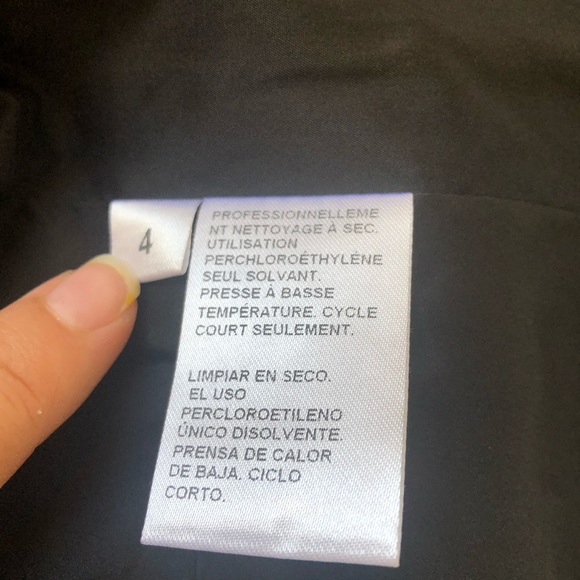 4
PROFESSIONNELLEME
NT NETTOYAGE À SEC.
UTILISATION
PERCHLOROÉTHYLÈNE
SEUL SOLVANT.
PRESSE À BASSE
TEMPÉRATURE. CYCLE
COURT SEULEMENT.
LIMPIAR EN SECO.
EL USO
PERCLOROETILENO
ÚNICO DISOLVENTE.
PRENSA DE CALOR
DE BAJA. CICLO
CORTO.